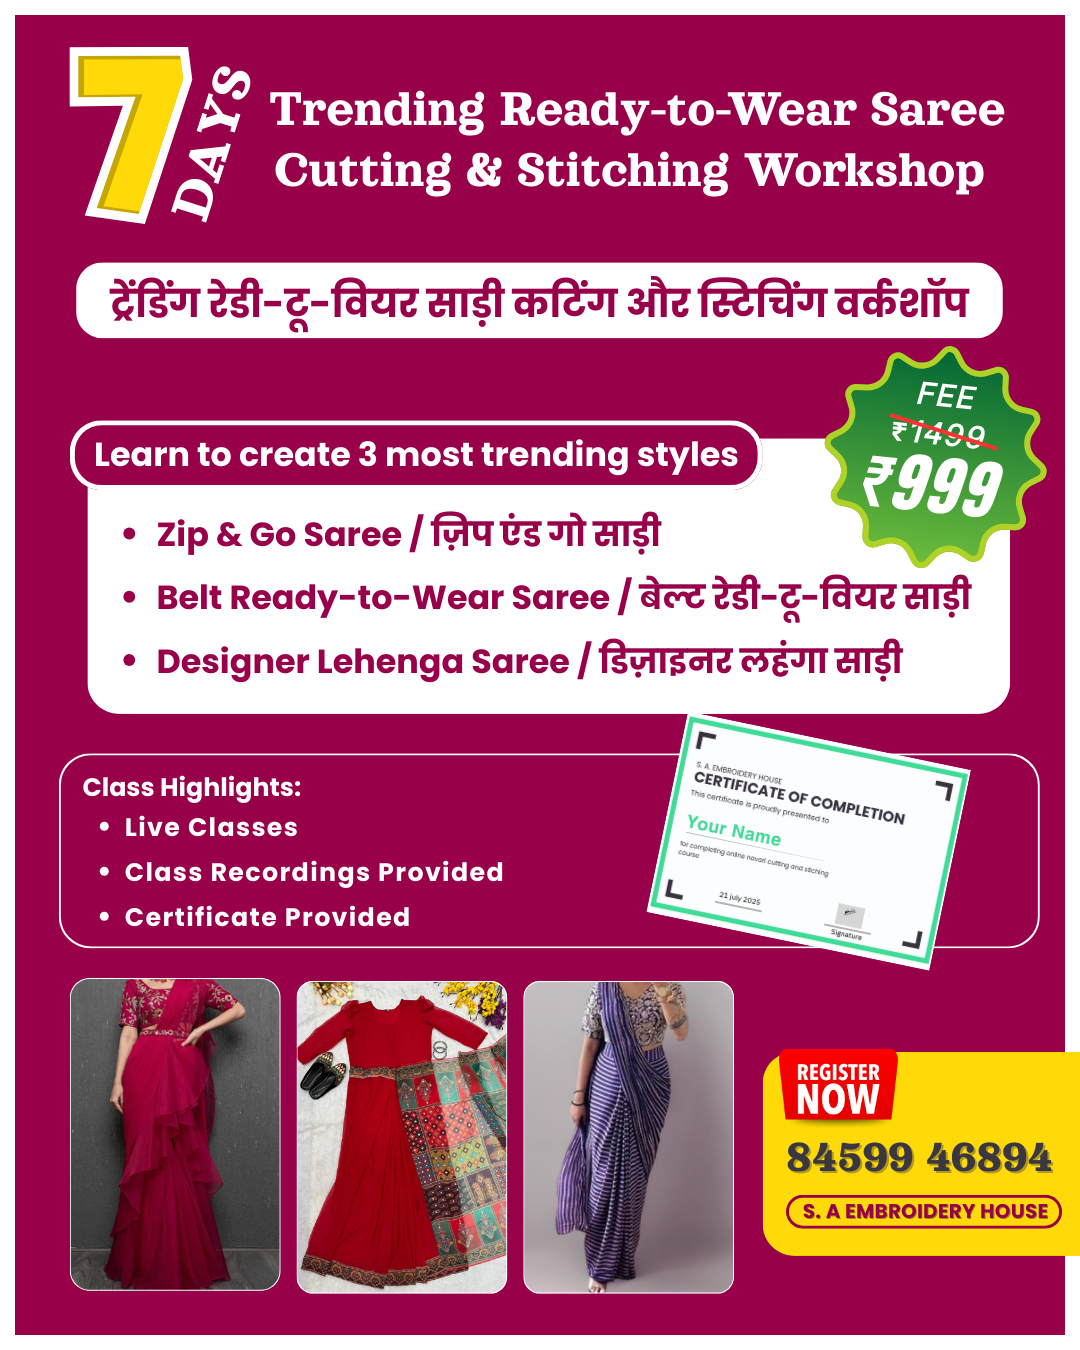 7 DAYS
Trending Ready-to-Wear Saree
Cutting & Stitching Workshop
ट्रेंडिंग रेडी-टू-वियर साड़ी कटिंग और स्टिचिंग वर्कशॉप
FEE
₹1499
₹999
Learn to create 3 most trending styles
• Zip & Go Saree / ज़िप एंड गो साड़ी
• Belt Ready-to-Wear Saree / बेल्ट रेडी-टू-वियर साड़ी
• Designer Lehenga Saree / डिज़ाइनर लहंगा साड़ी
Class Highlights:
• Live Classes
• Class Recordings Provided
• Certificate Provided
S. A. EMBROIDERY HOUSE
CERTIFICATE OF COMPLETION
This certificate is proudly presented to
Your Name
for completing online novari cutting and stiching
course
21 july 2025
Signature
REGISTER
NOW
84599 46894
S. A EMBROIDERY HOUSE